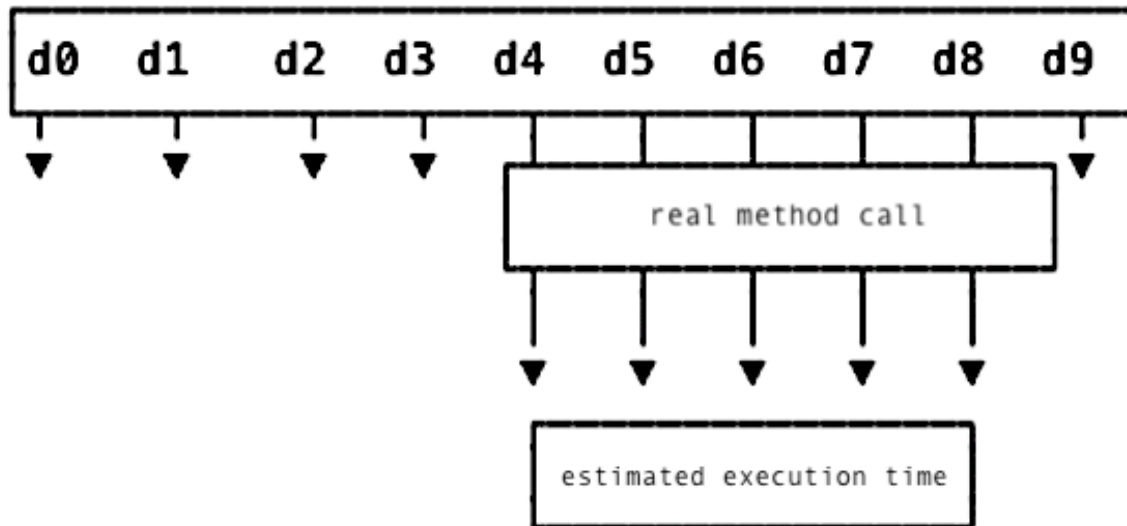 d0 d1 d2 d3 d4 d5 d6 d7 d8 d9
real method call
estimated execution time